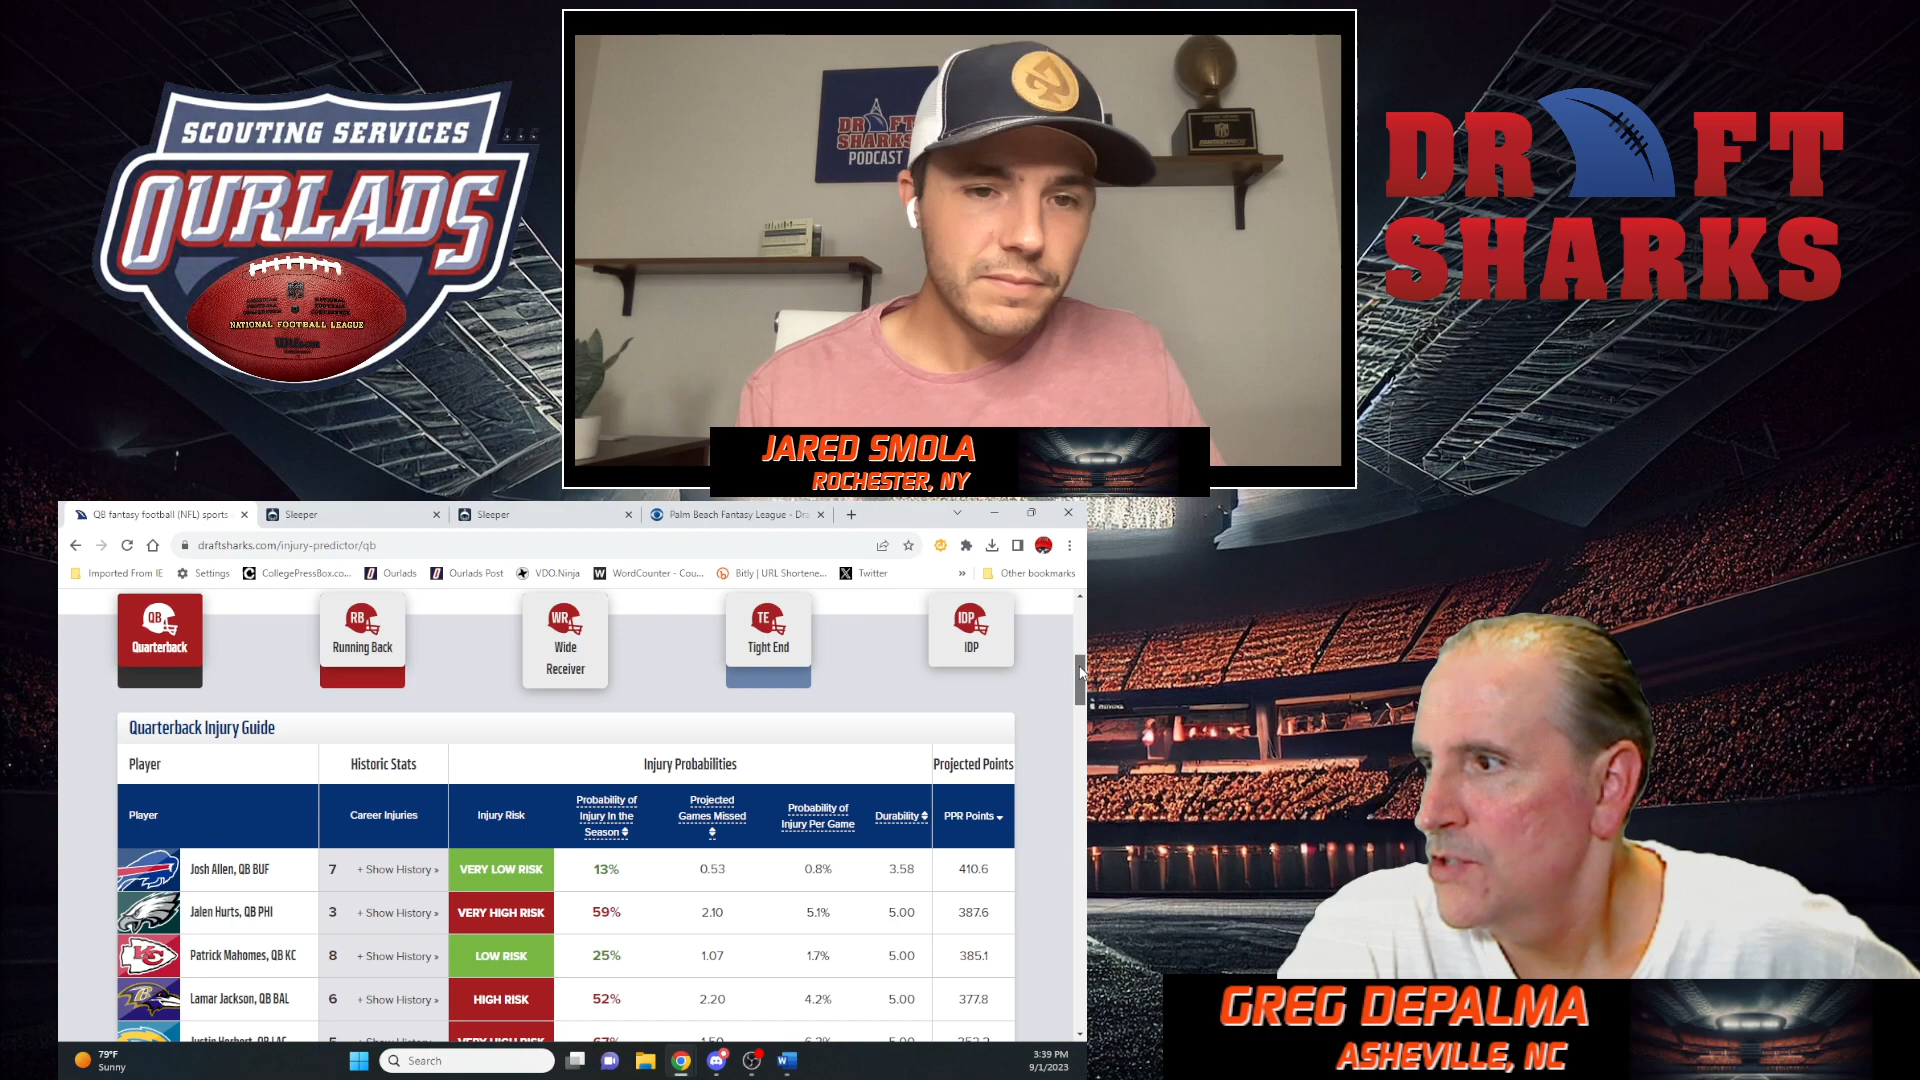 SCOUTING SERVICES
LLC
OURLADS
NATIONAL FOOTBALL LEAGUE
Wilson
DRAFT
SHARKS
PODCAST
DR FT
SHARKS
JARED SMOLA
ROCHESTER, NY
QB fantasy football (NFL) sports
Sleeper
Sleeper
Palm Beach Fantasy League - Dra
draftsharks.com/injury-predictor/qb
Imported From IE
Settings
CollegePressBox.co...
Ourlads
Ourlads Post
VDO.Ninja
WordCounter - Cou...
Bitly | URL Shortene...
Twitter
»
Other bookmarks
QB
Quarterback
RB
Running Back
WR
Wide
Receiver
TE
Tight End
IDP
IDP
Quarterback Injury Guide
Player Historic Stats Injury Probabilities Projected Points
Player Career Injuries Injury Risk Probability of Injury In the Season Projected Games Missed Probability of Injury Per Game Durability PPR Points
Josh Allen, QB BUF 7 + Show History » VERY LOW RISK 13% 0.53 0.8% 3.58 410.6
Jalen Hurts, QB PHI 3 + Show History » VERY HIGH RISK 59% 2.10 5.1% 5.00 387.6
Patrick Mahomes, QB KC 8 + Show History » LOW RISK 25% 1.07 1.7% 5.00 385.1
Lamar Jackson, QB BAL 6 + Show History » HIGH RISK 52% 2.20 4.2% 5.00 377.8
79°F
Sunny
Search
3:39 PM
9/1/2023
GREG DEPALMA
ASHEVILLE, NC